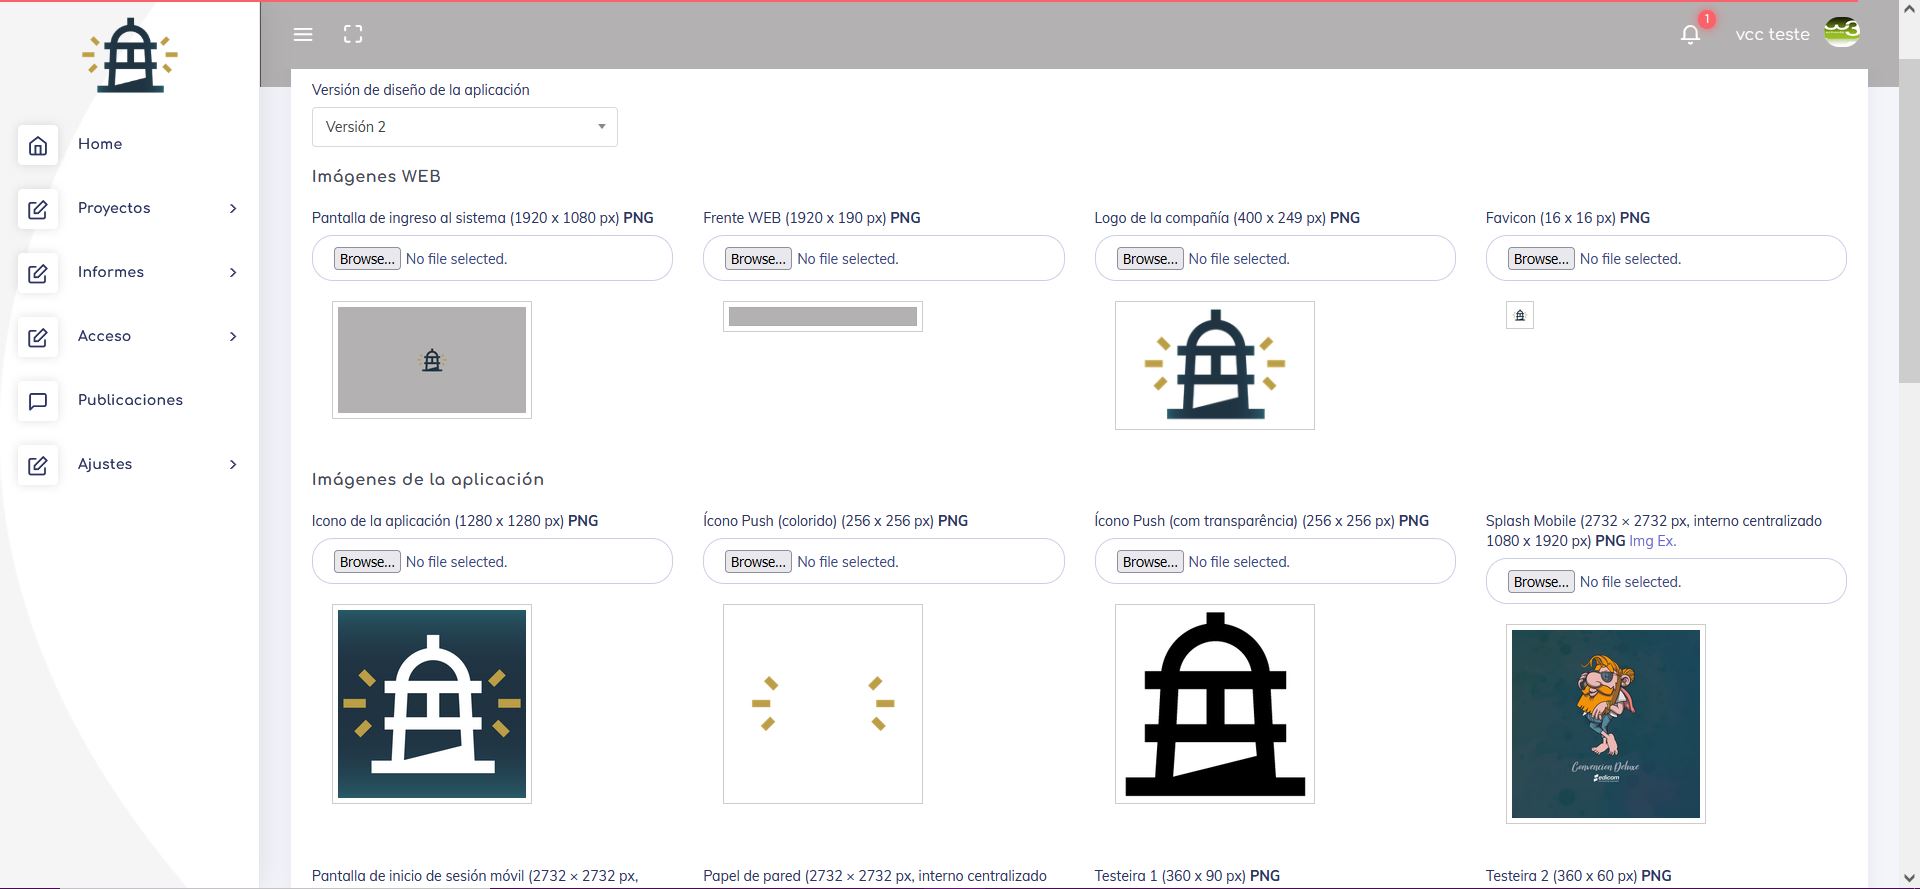 1
vcc teste
Home
Proyectos
Informes
Acceso
Publicaciones
Ajustes
Versión de diseño de la aplicación
Versión 2
Imágenes WEB
Pantalla de ingreso al sistema (1920 x 1080 px) PNG
Browse... No file selected.
Frente WEB (1920 x 190 px) PNG
Browse... No file selected.
Logo de la compañía (400 x 249 px) PNG
Browse... No file selected.
Favicon (16 x 16 px) PNG
Browse... No file selected.
Imágenes de la aplicación
Icono de la aplicación (1280 x 1280 px) PNG
Browse... No file selected.
Ícono Push (colorido) (256 x 256 px) PNG
Browse... No file selected.
Ícono Push (com transparência) (256 x 256 px) PNG
Browse... No file selected.
Splash Mobile (2732 × 2732 px, interno centralizado
1080 x 1920 px) PNG Img Ex.
Browse... No file selected.
Convencion Deluxe
edicom
Pantalla de inicio de sesión móvil (2732 × 2732 px,
Papel de pared (2732 × 2732 px, interno centralizado
Testeira 1 (360 x 90 px) PNG
Testeira 2 (360 x 60 px) PNG